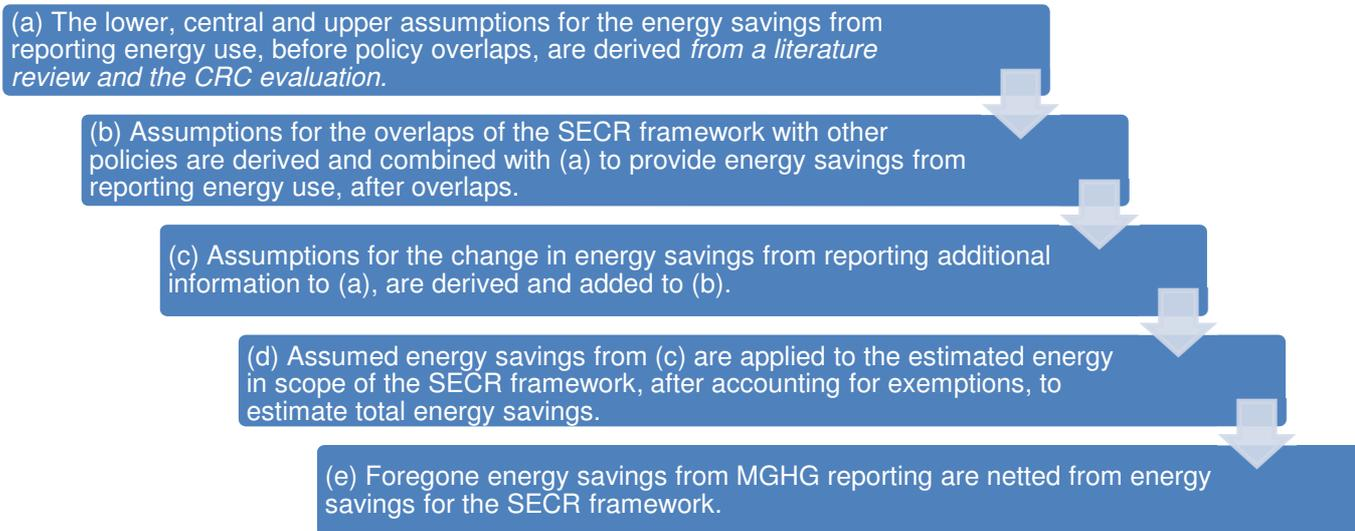 (a) The lower, central and upper assumptions for the energy savings from
reporting energy use, before policy overlaps, are derived from a literature
review and the CRC evaluation.
(b) Assumptions for the overlaps of the SECR framework with other
policies are derived and combined with (a) to provide energy savings from
reporting energy use, after overlaps.
(c) Assumptions for the change in energy savings from reporting additional
information to (a), are derived and added to (b).
(d) Assumed energy savings from (c) are applied to the estimated energy
in scope of the SECR framework, after accounting for exemptions, to
estimate total energy savings.
(e) Foregone energy savings from MGHG reporting are netted from energy
savings for the SECR framework.